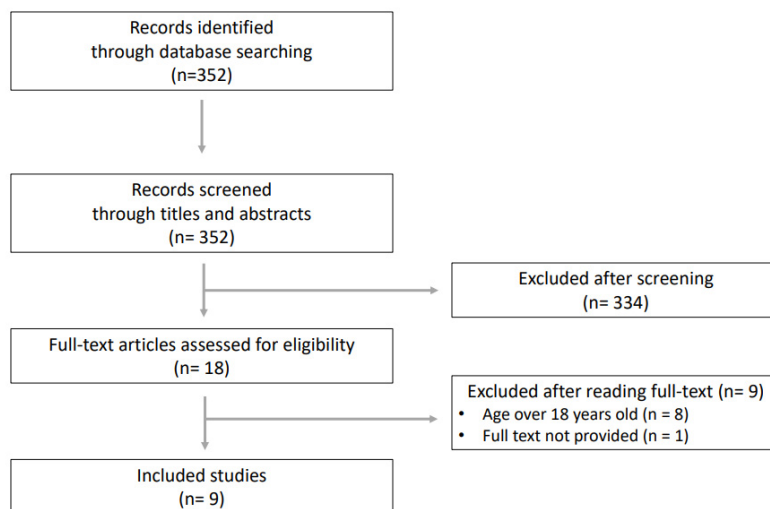 Records identified
through database searching
(n=352)
Records screened
through titles and abstracts
(n= 352)
Excluded after screening
(n= 334)
Full-text articles assessed for eligibility
(n= 18)
Excluded after reading full-text (n= 9)
• Age over 18 years old (n = 8)
• Full text not provided (n = 1)
Included studies
(n= 9)